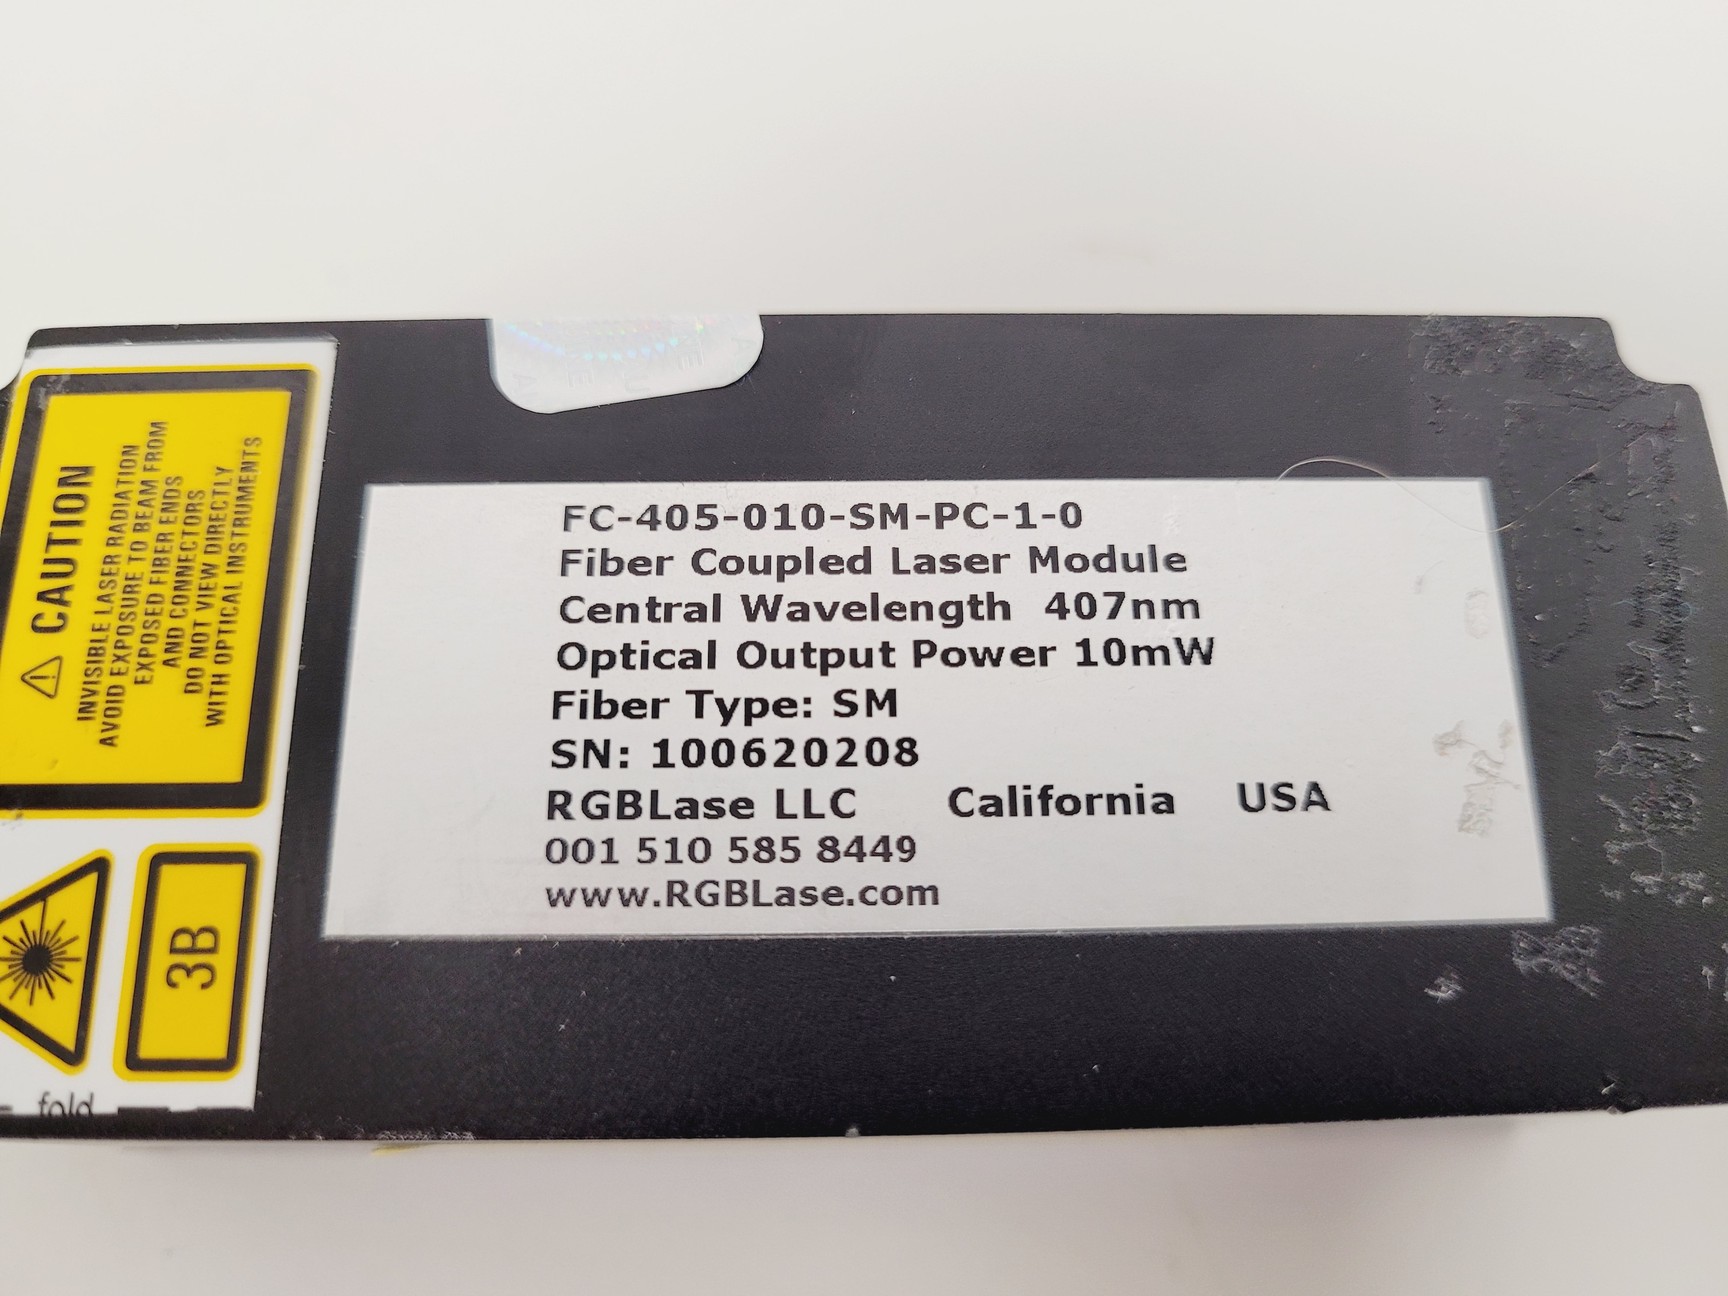 ⚠ CAUTION
INVISIBLE LASER RADIATION
AVOID EXPOSURE TO BEAM FROM
EXPOSED FIBER ENDS
AND CONNECTORS
DO NOT VIEW DIRECTLY
WITH OPTICAL INSTRUMENTS
3B
fold
FC-405-010-SM-PC-1-0
Fiber Coupled Laser Module
Central Wavelength 407nm
Optical Output Power 10mW
Fiber Type: SM
SN: 100620208
RGBLase LLC California USA
001 510 585 8449
www.RGBLase.com